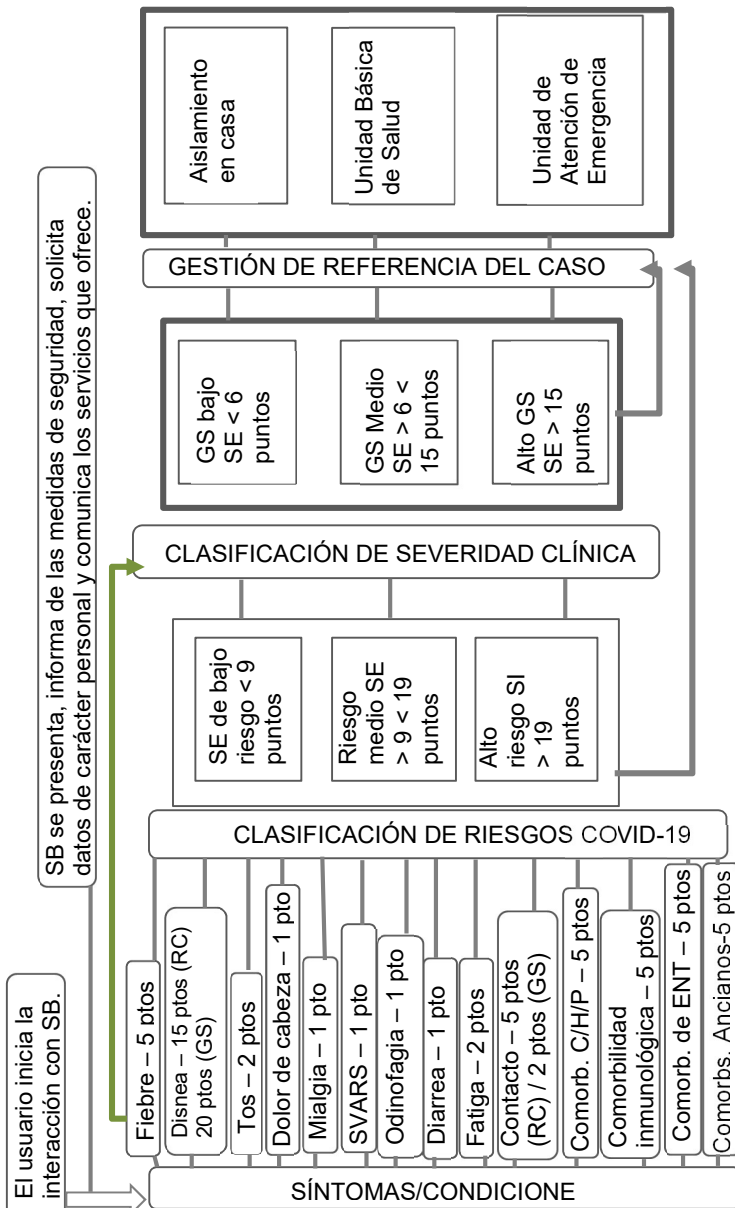 El usuario inicia la
interacción con SB.
SB se presenta, informa de las medidas de seguridad, solicita
datos de carácter personal y comunica los servicios que ofrece.
SÍNTOMAS/CONDICIONE
Fiebre – 5 ptos
Disnea – 15 ptos (RC)
20 ptos (GS)
Tos – 2 ptos
Dolor de cabeza – 1 pto
Mialgia – 1 pto
SVARS – 1 pto
Odinofagia – 1 pto
Diarrea – 1 pto
Fatiga – 2 ptos
Contacto – 5 ptos
(RC) / 2 ptos (GS)
Comorb. C/H/P – 5 ptos
Comorbilidad
inmunológica – 5 ptos
Comorb. de ENT – 5 ptos
Comorbs. Ancianos-5 ptos
CLASIFICACIÓN DE RIESGOS COVID-19
SE de bajo
riesgo < 9
puntos
Riesgo
medio SE
> 9 < 19
puntos
Alto
riesgo SI
> 19
puntos
CLASIFICACIÓN DE SEVERIDAD CLÍNICA
GS bajo
SE < 6
puntos
GS Medio
SE > 6 <
15 puntos
Alto GS
SE > 15
puntos
GESTIÓN DE REFERENCIA DEL CASO
Aislamiento
en casa
Unidad Básica
de Salud
Unidad de
Atención de
Emergencia